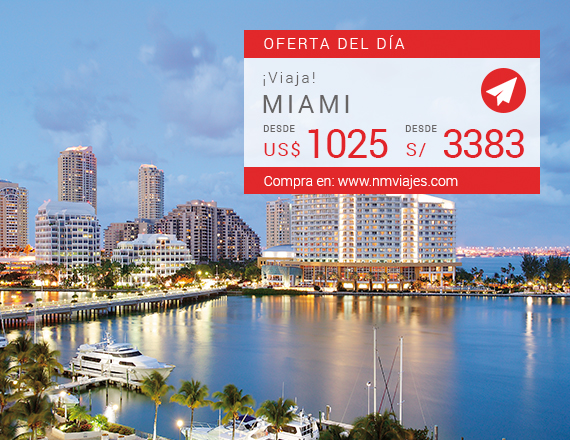 OFERTA DEL DÍA
¡Viaja!
MIAMI
DESDE US$ 1025 DESDE S/ 3383
Compra en: www.nmviajes.com